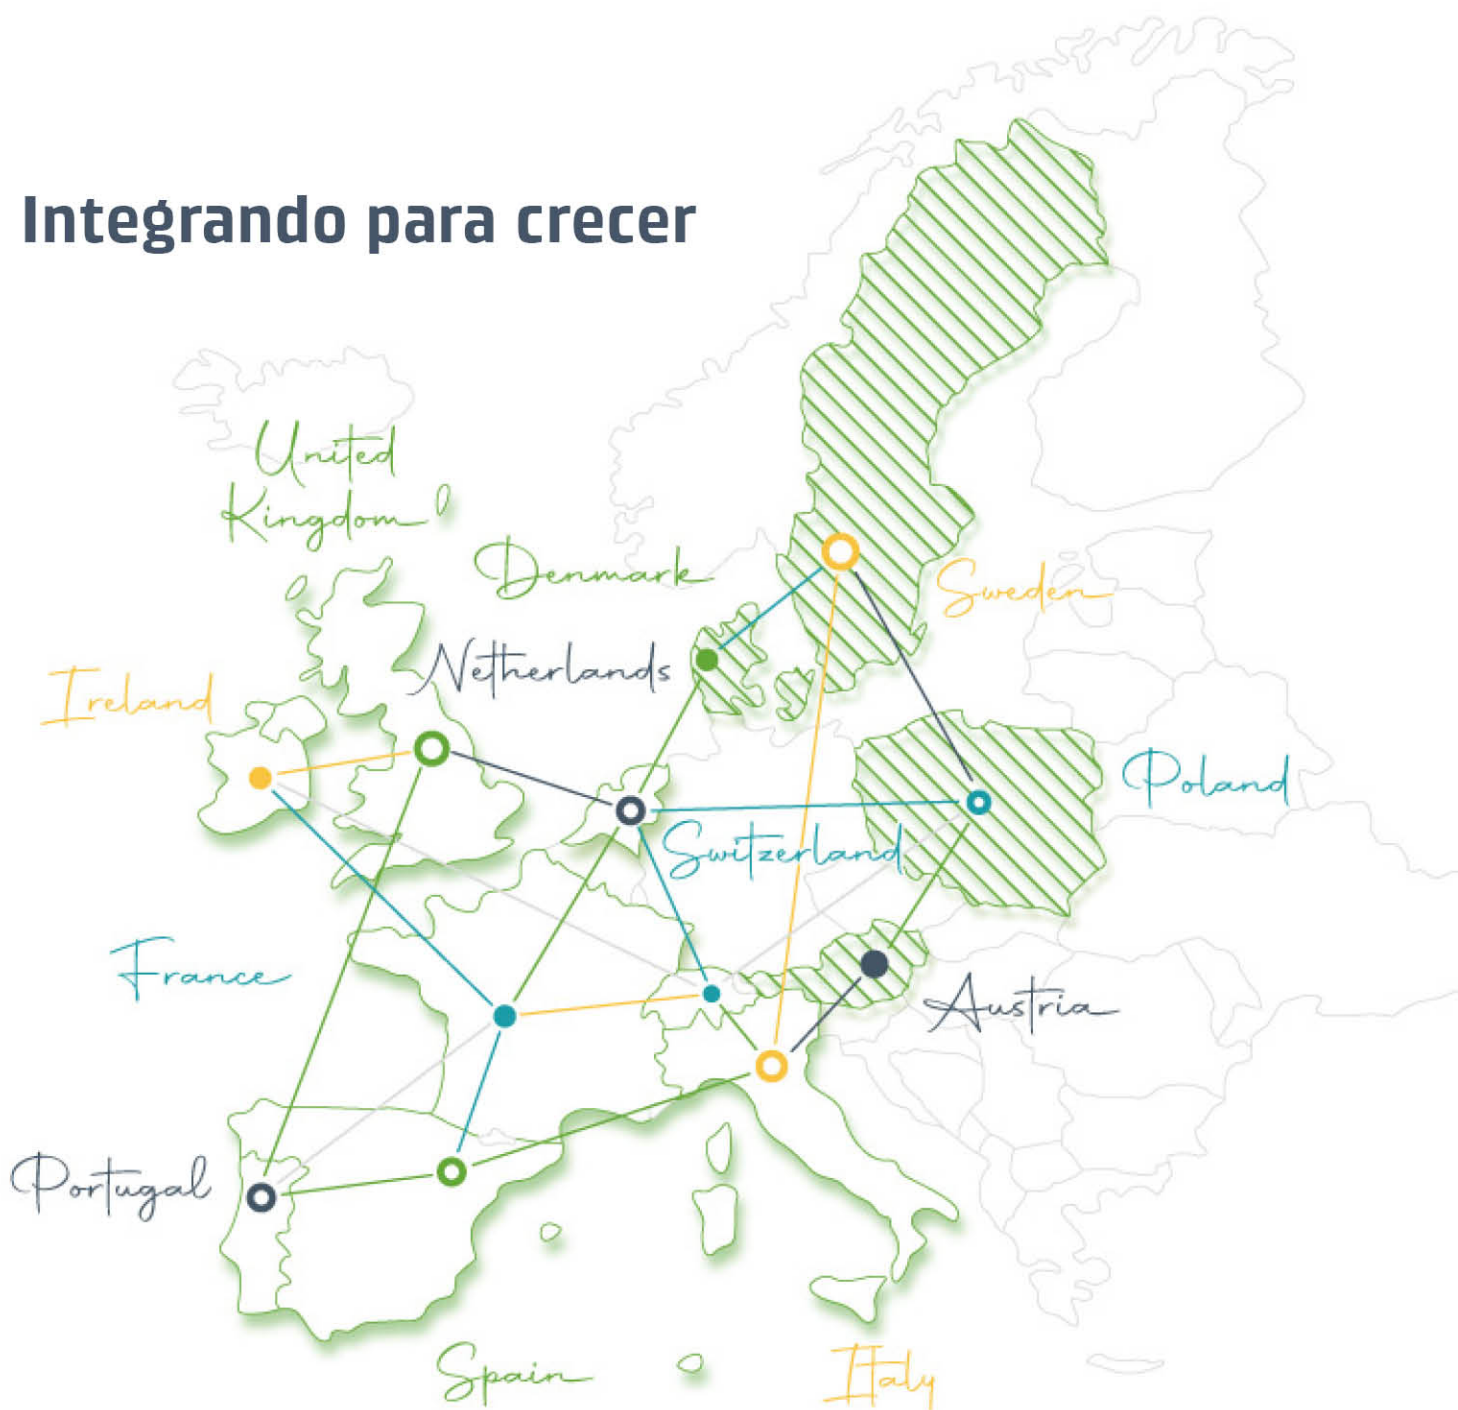 Integrando para crecer
United
Kingdom
Denmark
Sweden
Netherlands
Ireland
Poland
Switzerland
France
Austria
Portugal
Spain
Italy